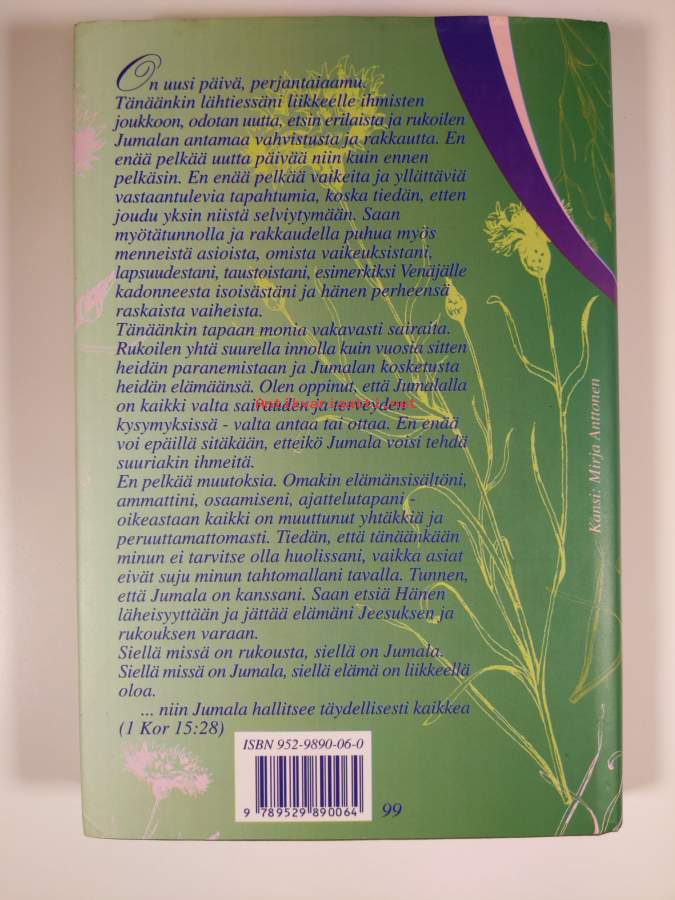 On uusi päivä, perjantaiaamu.
Tänäänkin lähtiessäni liikkeelle ihmisten
joukkoon, odotan uutta, etsin erilaista ja rukoilen
Jumalan antamaa vahvistusta ja rakkautta. En
enää pelkää uutta päivää niin kuin ennen
pelkäsin. En enää pelkää vaikeita ja yllättäviä
vastaantulevia tapahtumia, koska tiedän, etten
joudu yksin niistä selviytymään. Saan
myötätunnolla ja rakkaudella puhua myös
menneistä asioista, omista vaikeuksistani,
lapsuudestani, taustoistani, esimerkiksi Venäjälle
kadonneesta isoisästäni ja hänen perheensä
raskaista vaiheista.
Tänäänkin tapaan monia vakavasti sairaita.
Rukoilen yhtä suurella innolla kuin vuosia sitten
heidän paranemistaan ja Jumalan kosketusta
heidän elämäänsä. Olen oppinut, että Jumalalla
on kaikki valta sairauden ja terveyden
Antikvariaatti.net
kysymyksissä - valta antaa tai ottaa. En enää
voi epäillä sitäkään, etteikö Jumala voisi tehdä
suuriakin ihmeitä.
En pelkää muutoksia. Omakin elämänsisältöni,
ammattini, osaamiseni, ajattelutapani -
oikeastaan kaikki on muuttunut yhtäkkiä ja
peruuttamattomasti. Tiedän, että tänäänkään
minun ei tarvitse olla huolissani, vaikka asiat
eivät suju minun tahtomallani tavalla. Tunnen,
että Jumala on kanssani. Saan etsiä Hänen
läheisyyttään ja jättää elämäni Jeesuksen ja
rukouksen varaan.
Siellä missä on rukousta, siellä on Jumala.
Siellä missä on Jumala, siellä elämä on liikkeellä
oloa.
... niin Jumala hallitsee täydellisesti kaikkea
(1 Kor 15:28)
ISBN 952-9890-06-0
9 789529 890064
99
Kansi: Mirja Anttonen